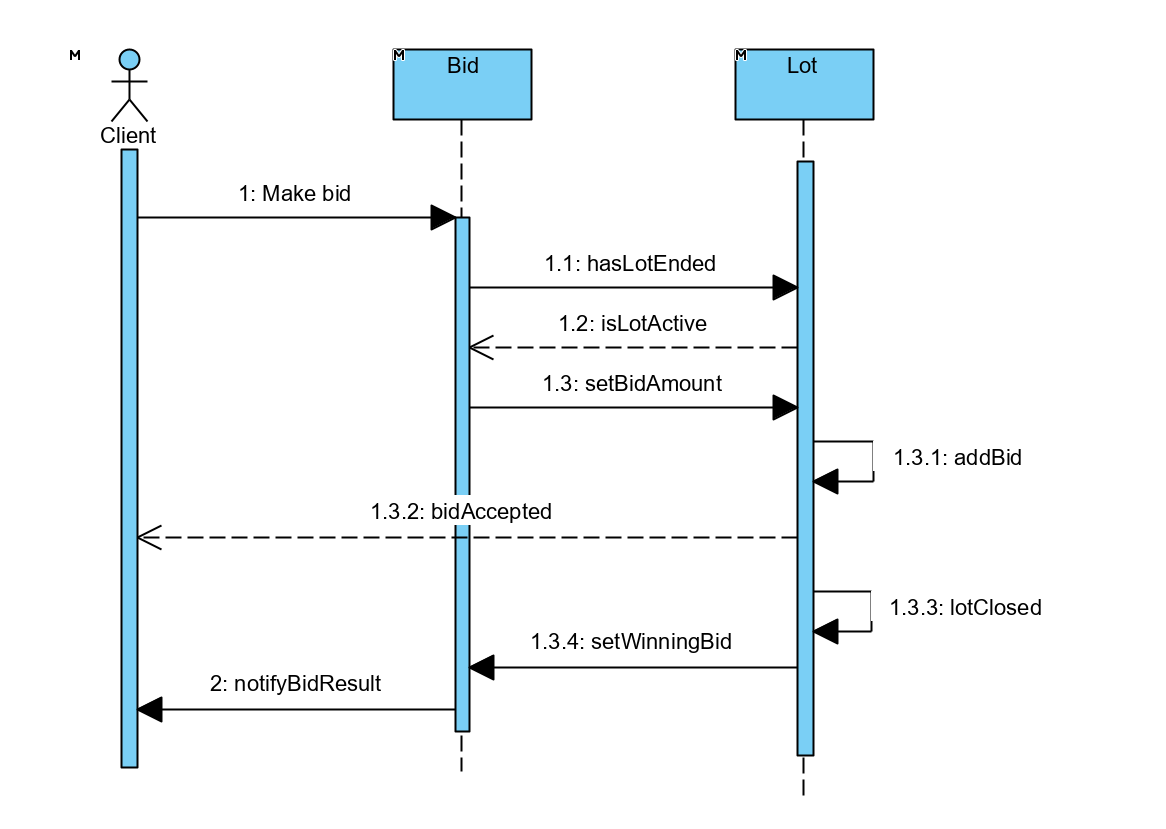 M
M
Bid
M
Lot
Client
1: Make bid
1.1: hasLotEnded
1.2: isLotActive
1.3: setBidAmount
1.3.1: addBid
1.3.2: bidAccepted
1.3.3: lotClosed
1.3.4: setWinningBid
2: notifyBidResult